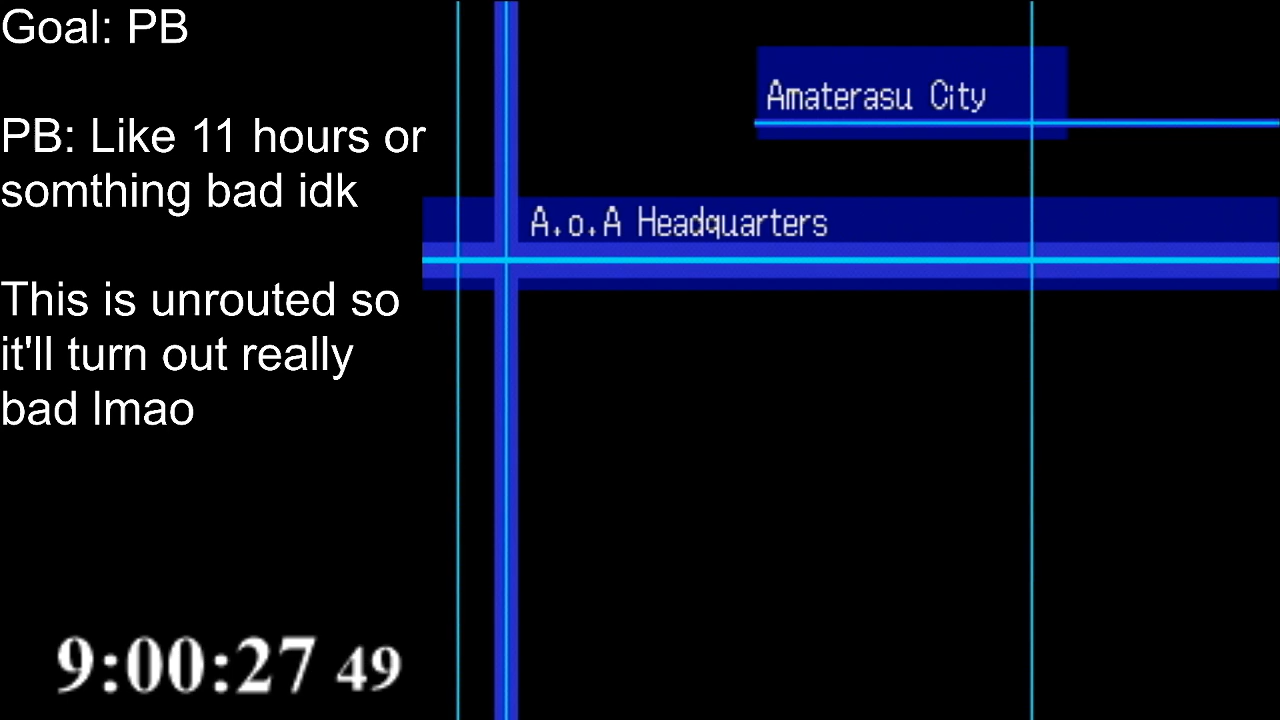 Goal: PB
PB: Like 11 hours or
somthing bad idk
This is unrouted so
it'll turn out really
bad lmao
9:00:27 49
Amaterasu City
A.o.A Headquarters